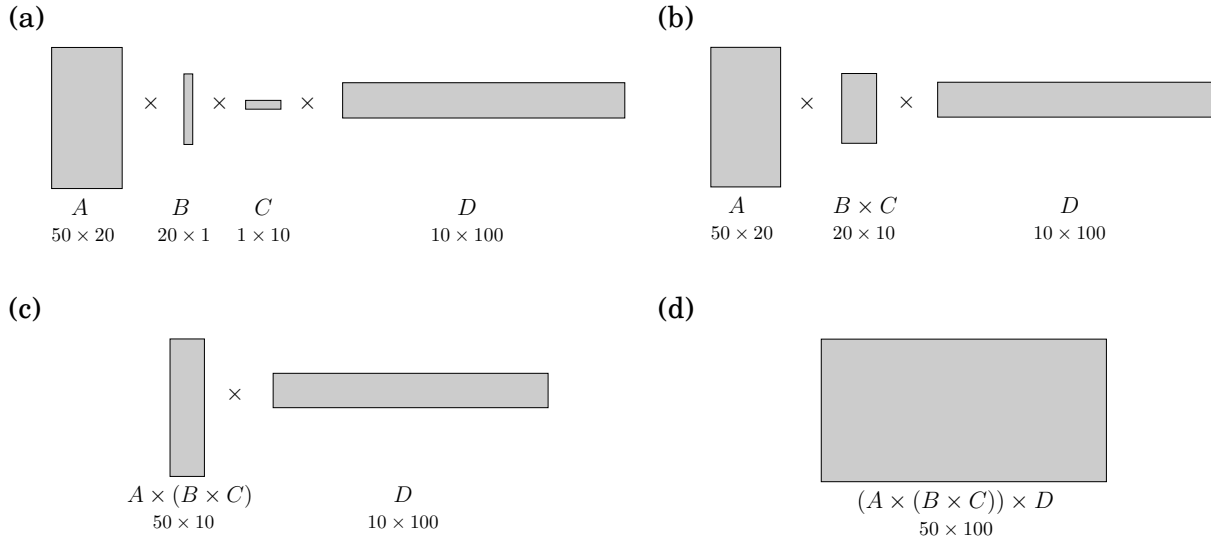 (a)
× × ×
A B C D
50 × 20 20 × 1 1 × 10 10 × 100
(b)
× ×
A B × C D
50 × 20 20 × 10 10 × 100
(c)
×
A × (B × C) D
50 × 10 10 × 100
(d)
(A × (B × C)) × D
50 × 100